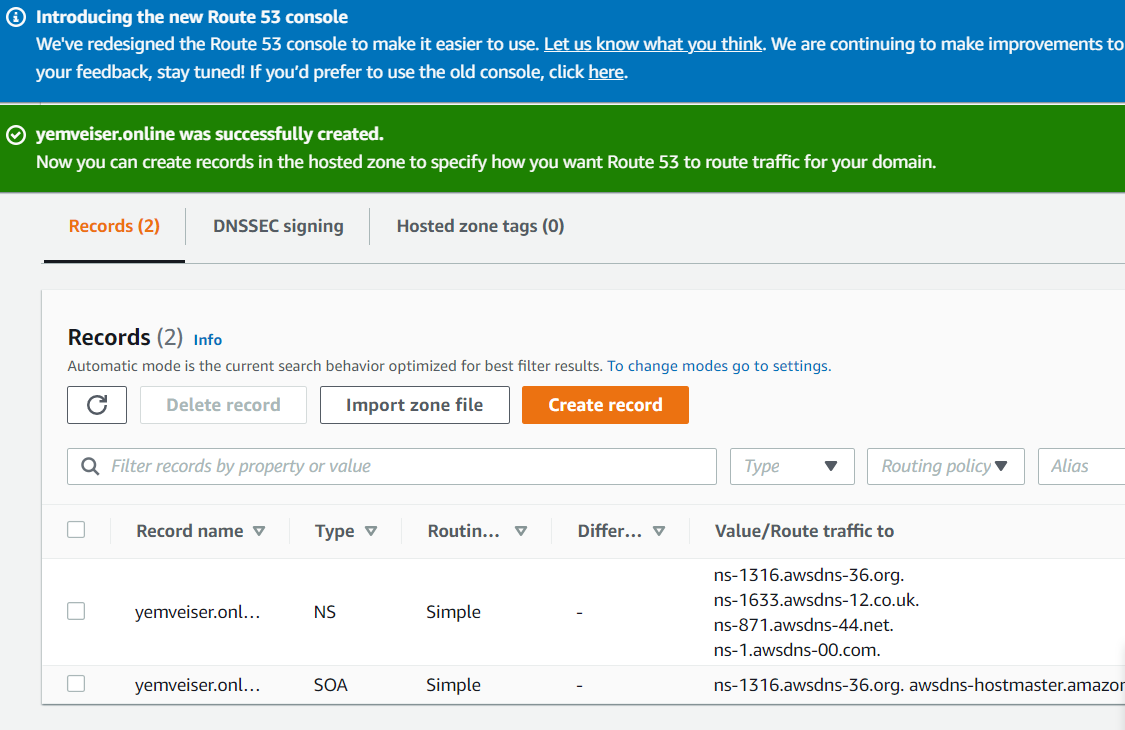 Introducing the new Route 53 console
We've redesigned the Route 53 console to make it easier to use. Let us know what you think. We are continuing to make improvements to
your feedback, stay tuned! If you'd prefer to use the old console, click here.
yemveiser.online was successfully created.
Now you can create records in the hosted zone to specify how you want Route 53 to route traffic for your domain.
Records (2) DNSSEC signing Hosted zone tags (0)
Records (2) Info
Automatic mode is the current search behavior optimized for best filter results. To change modes go to settings.
Delete record Import zone file Create record
Filter records by property or value Type Routing policy Alias
Record name Type Routin... Differ... Value/Route traffic to
ns-1316.awsdns-36.org.
ns-1633.awsdns-12.co.uk.
yemveiser.onl... NS Simple -
ns-871.awsdns-44.net.
ns-1.awsdns-00.com.
yemveiser.onl... SOA Simple - ns-1316.awsdns-36.org. awsdns-hostmaster.amazon